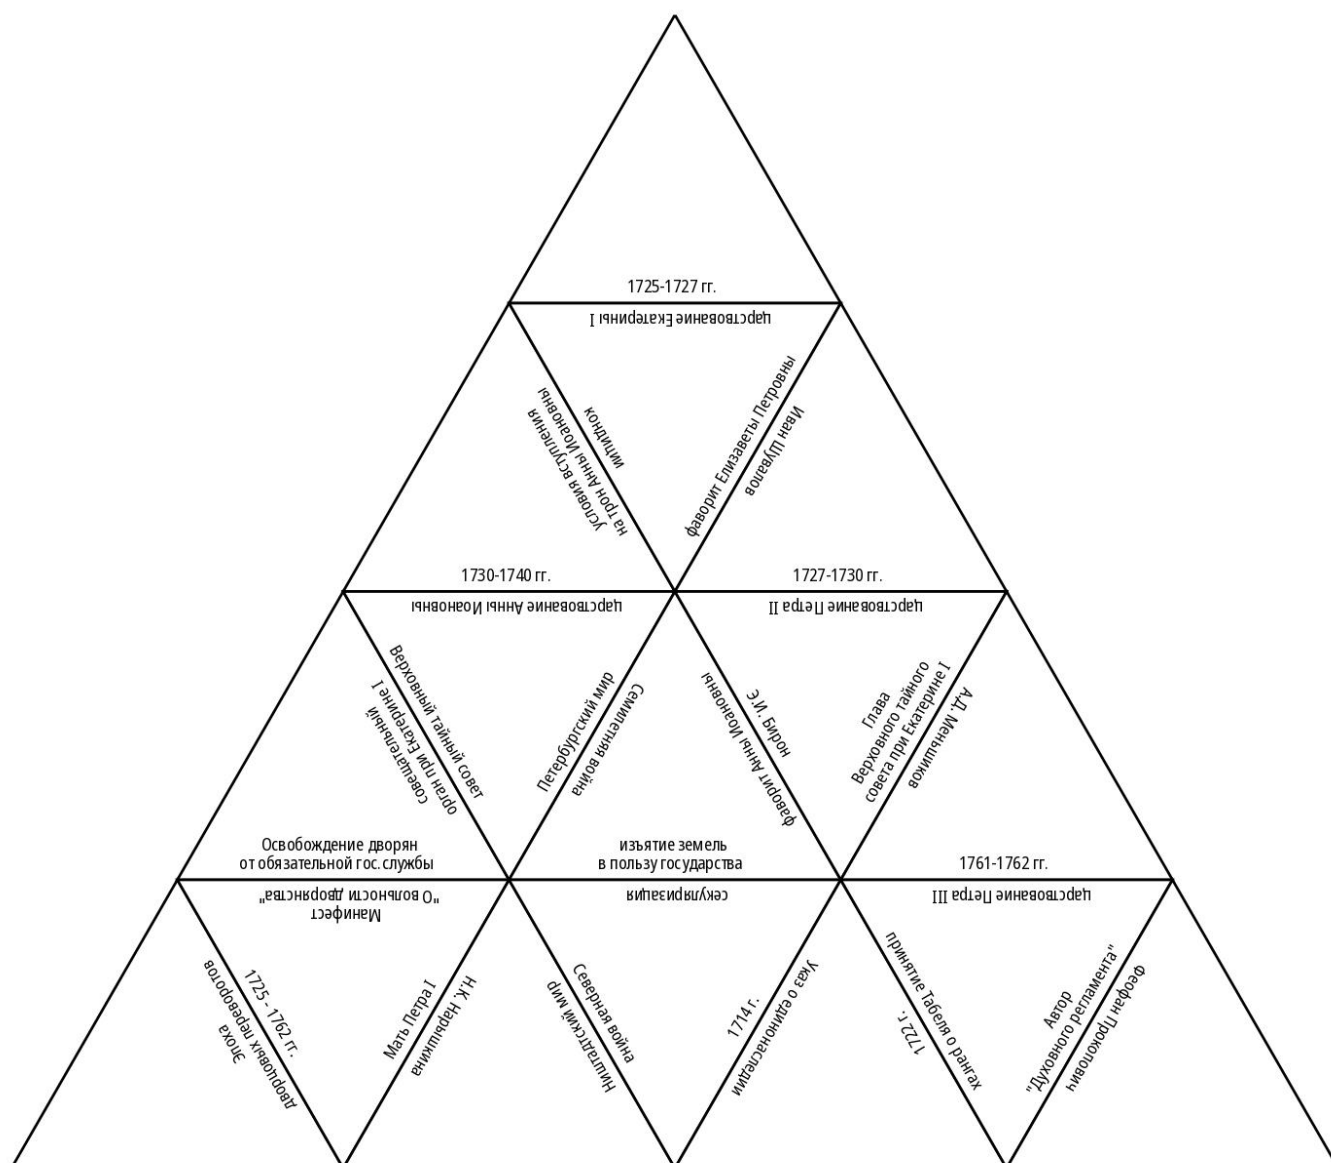 1725-1727 гг.
царствование Екатерины I
условия вступления
на трон Анны Иоановны
кондиции
фаворит Елизаветы Петровны
Иван Шувалов
1730-1740 гг.
царствование Анны Иоановны
1727-1730 гг.
царствование Петра II
Верховный тайный совет
совещательный
орган при Екатерине I
Петербургский мир
Семилетняя война
Э.И. Бирон
фаворит Анны Иоановны
Глава
Верховного тайного
совета при Екатерине I
А.Д. Меньшиков
Освобождение дворян
от обязательной гос. службы
Манифест
"О вольности дворянства"
изъятие земель
в пользу государства
секуляризация
1761-1762 гг.
царствование Петра III
1725 - 1762 гг.
Эпоха
дворцовых переворотов
Мать Петра I
Н.К. Нарышкина
Северная война
Ништадтский мир
1714 г.
Указ о единонаследии
принятие Табеля о рангах
1722 г.
Автор
"Духовного регламента"
Феофан Прокопович